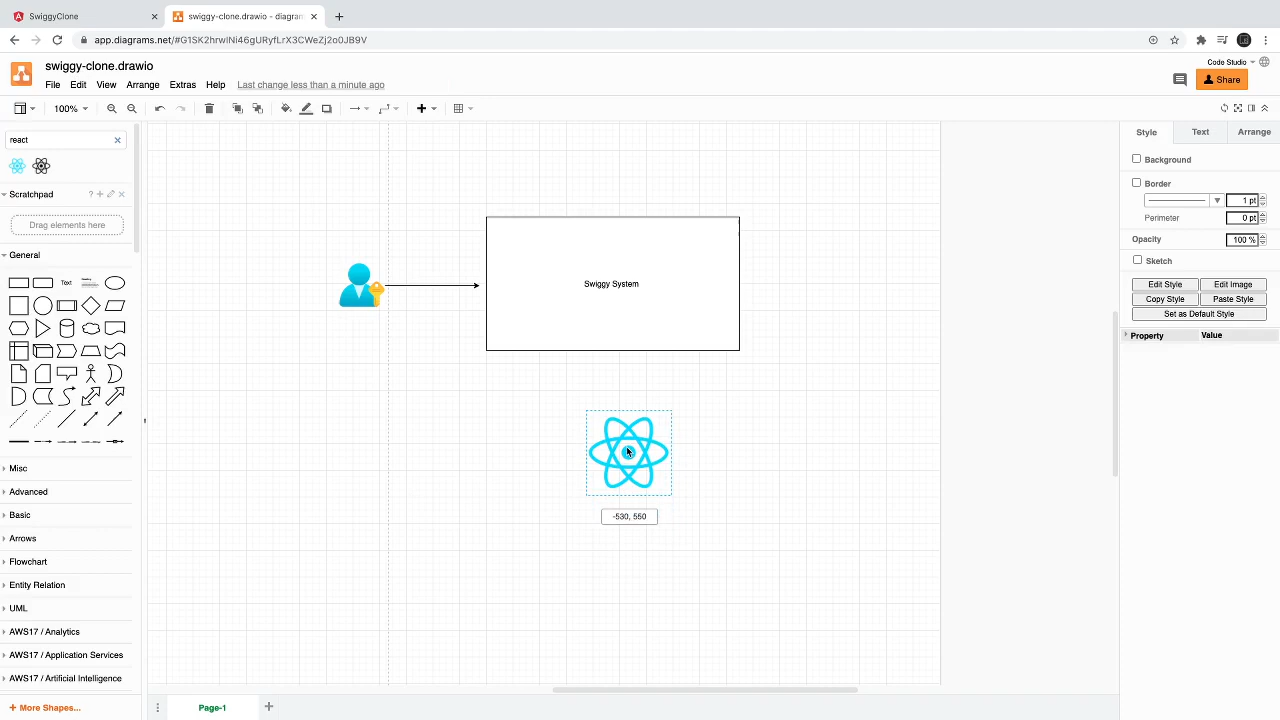 SwiggyClone
swiggy-clone.drawio - diagram
app.diagrams.net/#G1SK2hrwlNi46gURyfLrX3CWeZj2o0JB9V
swiggy-clone.drawio
Code Studio
File Edit View Arrange Extras Help Last change less than a minute ago
Share
100%
react
Style Text Arrange
Background
Border
1 pt
Perimeter 0 pt
Opacity 100 %
Sketch
Edit Style Edit Image
Copy Style Paste Style
Set as Default Style
Property Value
Scratchpad
?
Drag elements here
General
Text
Heading
Misc
Advanced
Basic
Arrows
Flowchart
Entity Relation
UML
AWS17 / Analytics
AWS17 / Application Services
AWS17 / Artificial Intelligence
+ More Shapes...
Swiggy System
-530, 550
Page-1